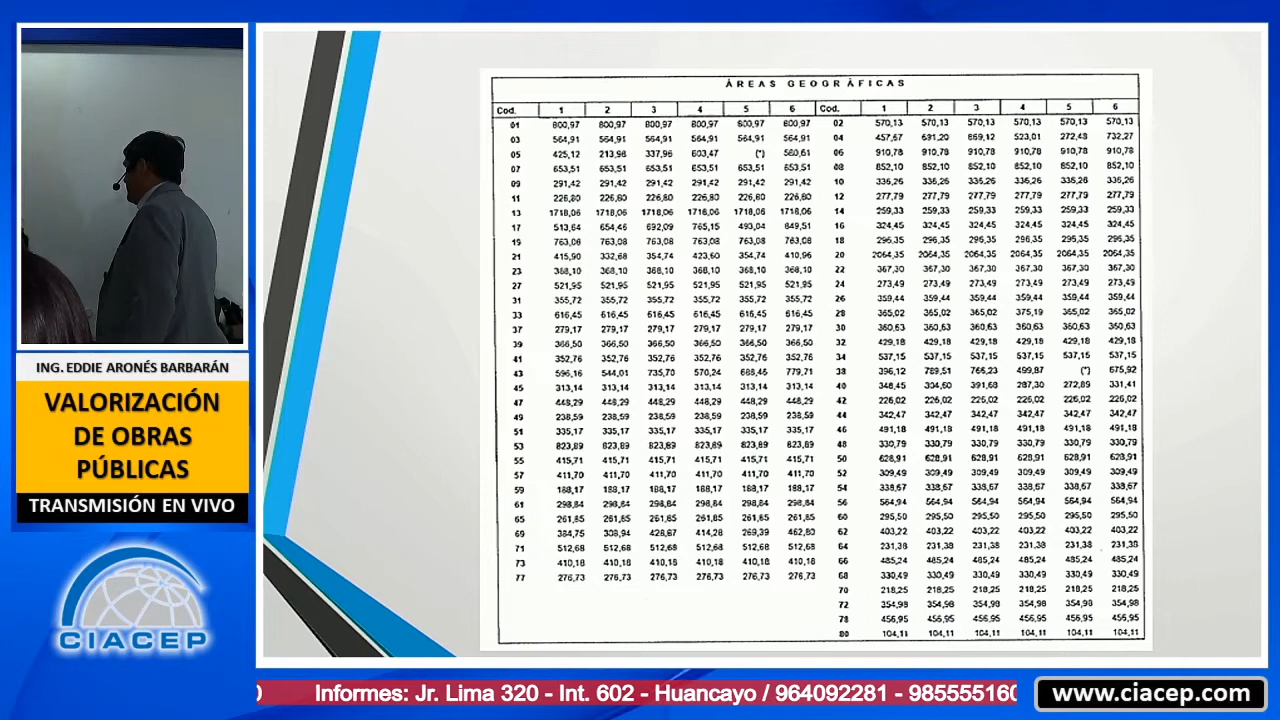 ING. EDDIE ARONÉS BARBARÁN
VALORIZACIÓN
DE OBRAS
PÚBLICAS
TRANSMISIÓN EN VIVO
CIACEP
ÁREAS GEOGRÁFICAS
Cod. 1 2 3 4 5 6 Cod. 1 2 3 4 5 6
01 800,97 800,97 800,97 800,97 800,97 800,97 02 570,13 570,13 570,13 570,13 570,13 570,13
03 564,91 564,91 564,91 564,91 564,91 564,91 04 457,67 691,20 869,12 523,01 272,48 732,27
05 425,12 213,96 337,96 603,47 (*) 560,61 06 910,78 910,78 910,78 910,78 910,78 910,78
07 653,51 653,51 653,51 653,51 653,51 653,51 08 852,10 852,10 852,10 852,10 852,10 852,10
09 291,42 291,42 291,42 291,42 291,42 291,42 10 336,26 336,26 336,26 336,26 336,26 336,26
11 226,80 226,80 226,80 226,80 226,80 226,80 12 277,79 277,79 277,79 277,79 277,79 277,79
13 1718,06 1718,06 1718,06 1718,06 1718,06 1718,06 14 259,33 259,33 259,33 259,33 259,33 259,33
17 513,64 654,46 692,09 765,15 493,04 849,51 16 324,45 324,45 324,45 324,45 324,45 324,45
19 763,08 763,08 763,08 763,08 763,08 763,08 18 296,35 296,35 296,35 296,35 296,35 296,35
21 415,90 332,68 354,74 423,60 354,74 410,96 20 2064,35 2064,35 2064,35 2064,35 2064,35 2064,35
23 368,10 368,10 368,10 368,10 368,10 368,10 22 367,30 367,30 367,30 367,30 367,30 367,30
27 521,95 521,95 521,95 521,95 521,95 521,95 24 273,49 273,49 273,49 273,49 273,49 273,49
31 355,72 355,72 355,72 355,72 355,72 355,72 26 359,44 359,44 359,44 359,44 359,44 359,44
33 616,45 616,45 616,45 616,45 616,45 616,45 28 365,02 365,02 365,02 375,19 365,02 365,02
37 279,17 279,17 279,17 279,17 279,17 279,17 30 360,63 360,63 360,63 360,63 360,63 360,63
39 366,50 366,50 366,50 366,50 366,50 366,50 32 429,18 429,18 429,18 429,18 429,18 429,18
41 352,76 352,76 352,76 352,76 352,76 352,76 34 537,15 537,15 537,15 537,15 537,15 537,15
43 596,16 544,01 735,70 570,24 688,45 779,71 38 396,12 789,51 766,23 499,87 (*) 675,92
45 313,14 313,14 313,14 313,14 313,14 313,14 40 348,45 304,60 391,68 287,30 272,89 331,41
47 448,29 448,29 448,29 448,29 448,29 448,29 42 226,02 226,02 226,02 226,02 226,02 226,02
49 238,59 238,59 238,59 238,59 238,59 238,59 44 342,47 342,47 342,47 342,47 342,47 342,47
51 335,17 335,17 335,17 335,17 335,17 335,17 46 491,18 491,18 491,18 491,18 491,18 491,18
53 823,89 823,89 823,89 823,89 823,89 823,89 48 330,79 330,79 330,79 330,79 330,79 330,79
55 415,71 415,71 415,71 415,71 415,71 415,71 50 628,91 628,91 628,91 628,91 628,91 628,91
57 411,70 411,70 411,70 411,70 411,70 411,70 52 309,49 309,49 309,49 309,49 309,49 309,49
59 188,17 188,17 188,17 188,17 188,17 188,17 54 338,67 338,67 338,67 338,67 338,67 338,67
61 298,84 298,84 298,84 298,84 298,84 298,84 56 564,94 564,94 564,94 564,94 564,94 564,94
65 261,85 261,85 261,85 261,85 261,85 261,85 60 295,50 295,50 295,50 295,50 295,50 295,50
69 384,75 308,94 428,67 414,28 269,39 462,80 62 403,22 403,22 403,22 403,22 403,22 403,22
71 512,68 512,68 512,68 512,68 512,68 512,68 64 231,38 231,38 231,38 231,38 231,38 231,38
73 410,18 410,18 410,18 410,18 410,18 410,18 66 485,24 485,24 485,24 485,24 485,24 485,24
77 276,73 276,73 276,73 276,73 276,73 276,73 68 330,49 330,49 330,49 330,49 330,49 330,49
70 218,25 218,25 218,25 218,25 218,25 218,25
72 354,98 354,98 354,98 354,98 354,98 354,98
78 456,95 456,95 456,95 456,95 456,95 456,95
80 104,11 104,11 104,11 104,11 104,11 104,11
Informes: Jr. Lima 320 - Int. 602 - Huancayo / 964092281 - 985555160
www.ciacep.com